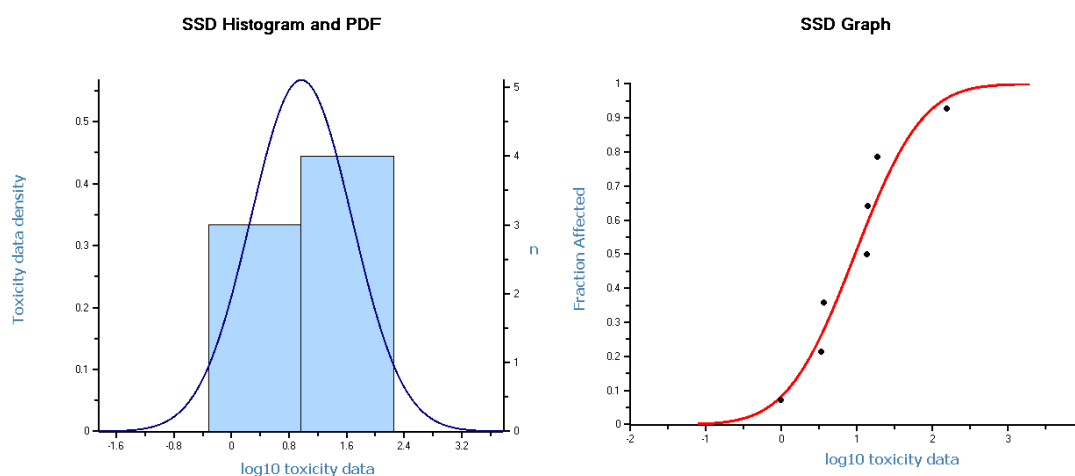 SSD Histogram and PDF
Toxicity data density
0.5
0.4
0.3
0.2
0.1
0
5
4
3
2
1
0
n
-1.6 -0.8 0 0.8 1.6 2.4 3.2
log10 toxicity data
SSD Graph
Fraction Affected
1
0.9
0.8
0.7
0.6
0.5
0.4
0.3
0.2
0.1
0
-2 -1 0 1 2 3
log10 toxicity data